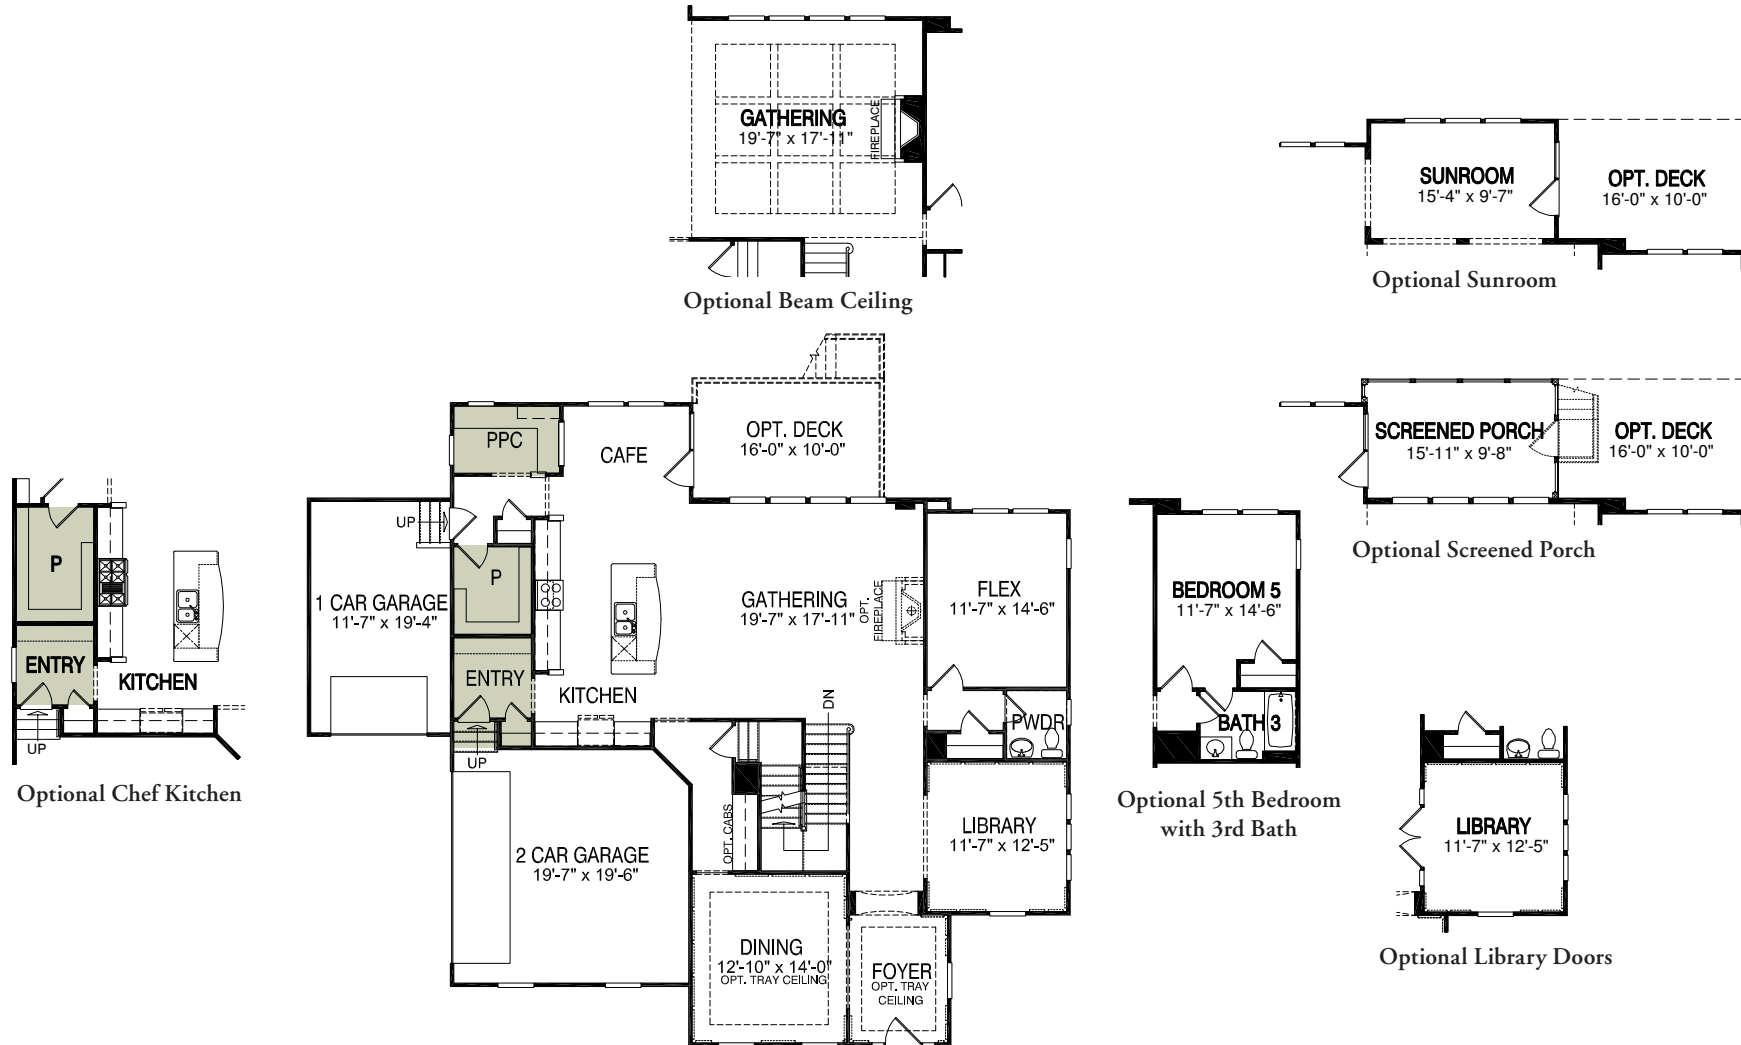 GATHERING
19'-7" x 17'-11"
FIREPLACE
Optional Beam Ceiling
SUNROOM
15'-4" x 9'-7"
OPT. DECK
16'-0" x 10'-0"
Optional Sunroom
P
ENTRY
KITCHEN
UP
Optional Chef Kitchen
PPC
CAFE
OPT. DECK
16'-0" x 10'-0"
UP
P
1 CAR GARAGE
11'-7" x 19'-4"
GATHERING
19'-7" x 17'-11"
OPT.
FIREPLACE
FLEX
11'-7" x 14'-6"
ENTRY
KITCHEN
DN
PWDR
UP
OPT. CABS
LIBRARY
11'-7" x 12'-5"
2 CAR GARAGE
19'-7" x 19'-6"
DINING
12'-10" x 14'-0"
OPT. TRAY CEILING
FOYER
OPT. TRAY
CEILING
SCREENED PORCH
15'-11" x 9'-8"
OPT. DECK
16'-0" x 10'-0"
Optional Screened Porch
BEDROOM 5
11'-7" x 14'-6"
BATH 3
Optional 5th Bedroom
with 3rd Bath
LIBRARY
11'-7" x 12'-5"
Optional Library Doors